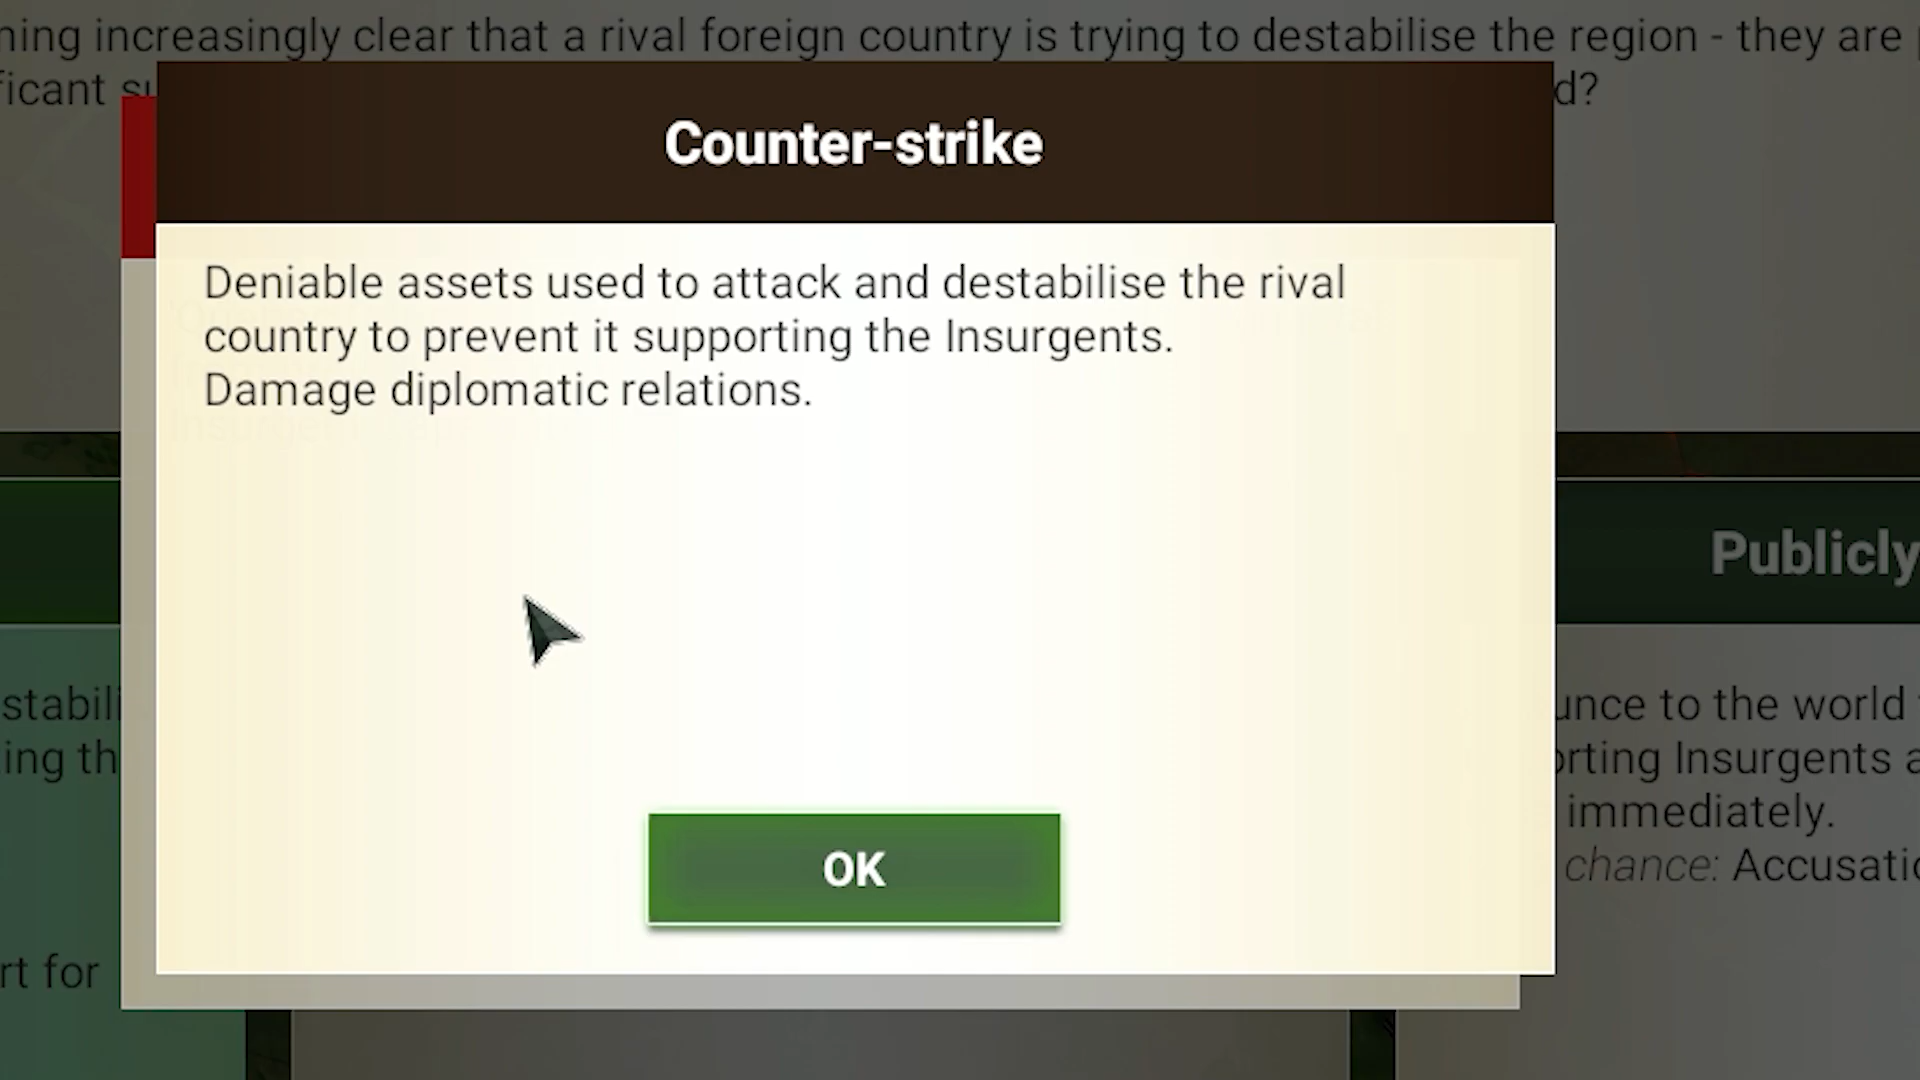 ning increasingly clear that a rival foreign country is trying to destabilise the region - they are
ficant d?
Counter-strike
Deniable assets used to attack and destabilise the rival
country to prevent it supporting the Insurgents.
Damage diplomatic relations.
OK
Publicly
stabili
ing th
rt for
unce to the world
orting Insurgents a
immediately.
chance: Accusatio